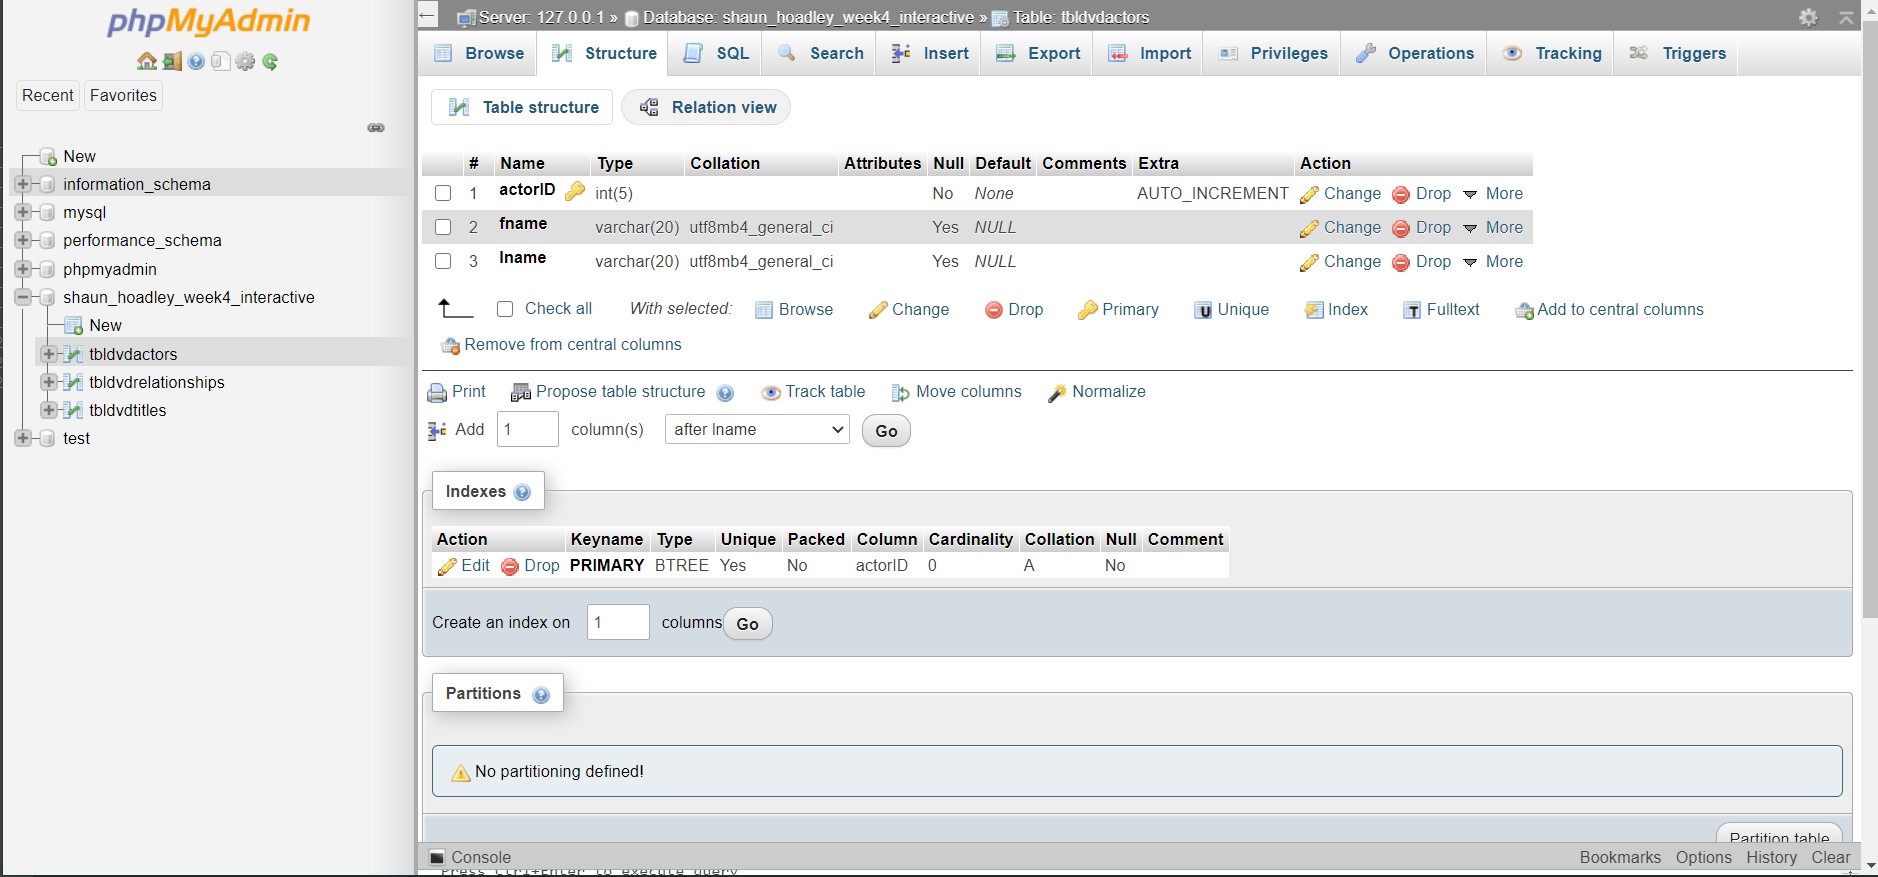 phpMyAdmin
Recent Favorites
New
information_schema
mysql
performance_schema
phpmyadmin
shaun_hoadley_week4_interactive
New
tbldvdactors
tbldvdrelationships
tbldvdtitles
test
Server: 127.0.0.1 » Database: shaun_hoadley_week4_interactive » Table: tbldvdactors
Browse Structure SQL Search Insert Export Import Privileges Operations Tracking Triggers
Table structure Relation view
# Name Type Collation Attributes Null Default Comments Extra Action
1 actorID int(5) No None AUTO_INCREMENT Change Drop More
2 fname varchar(20) utf8mb4_general_ci Yes NULL Change Drop More
3 lname varchar(20) utf8mb4_general_ci Yes NULL Change Drop More
Check all With selected: Browse Change Drop Primary Unique Index Fulltext Add to central columns
Remove from central columns
Print Propose table structure Track table Move columns Normalize
Add 1 column(s) after lname Go
Indexes
Action Keyname Type Unique Packed Column Cardinality Collation Null Comment
Edit Drop PRIMARY BTREE Yes No actorID 0 A No
Create an index on 1 columns Go
Partitions
No partitioning defined!
Partition table
Console Bookmarks Options History Clear
Press Ctrl+Enter to execute query